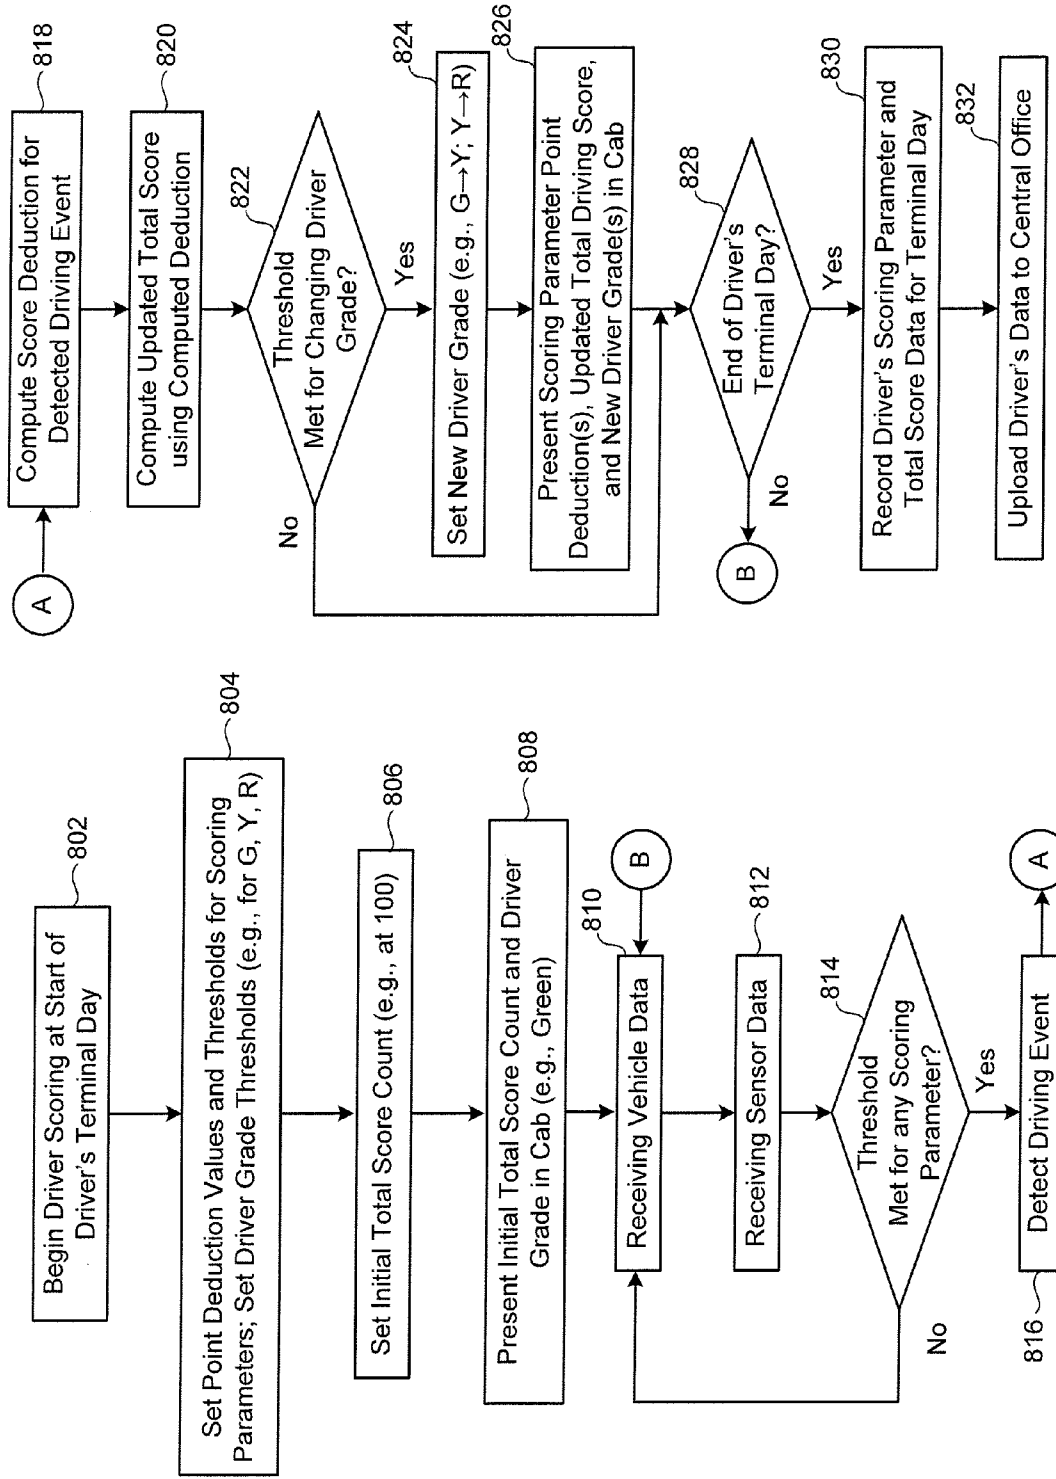 Begin Driver Scoring at Start of
Driver's Terminal Day
802
Set Point Deduction Values and Thresholds for Scoring
Parameters; Set Driver Grade Thresholds (e.g., for G, Y, R)
804
Set Initial Total Score Count (e.g., at 100)
806
Present Initial Total Score Count and Driver
Grade in Cab (e.g., Green)
808
810
Receiving Vehicle Data
B
Receiving Sensor Data
812
814
Threshold
Met for any Scoring
Parameter?
No
Yes
816
Detect Driving Event
A
A
Compute Score Deduction for
Detected Driving Event
818
Compute Updated Total Score
using Computed Deduction
820
822
Threshold
Met for Changing Driver
Grade?
No
Yes
824
Set New Driver Grade (e.g., G→Y; Y→R)
826
Present Scoring Parameter Point
Deduction(s), Updated Total Driving Score,
and New Driver Grade(s) in Cab
828
End of Driver's
Terminal Day?
B
No
Yes
830
Record Driver's Scoring Parameter and
Total Score Data for Terminal Day
832
Upload Driver's Data to Central Office